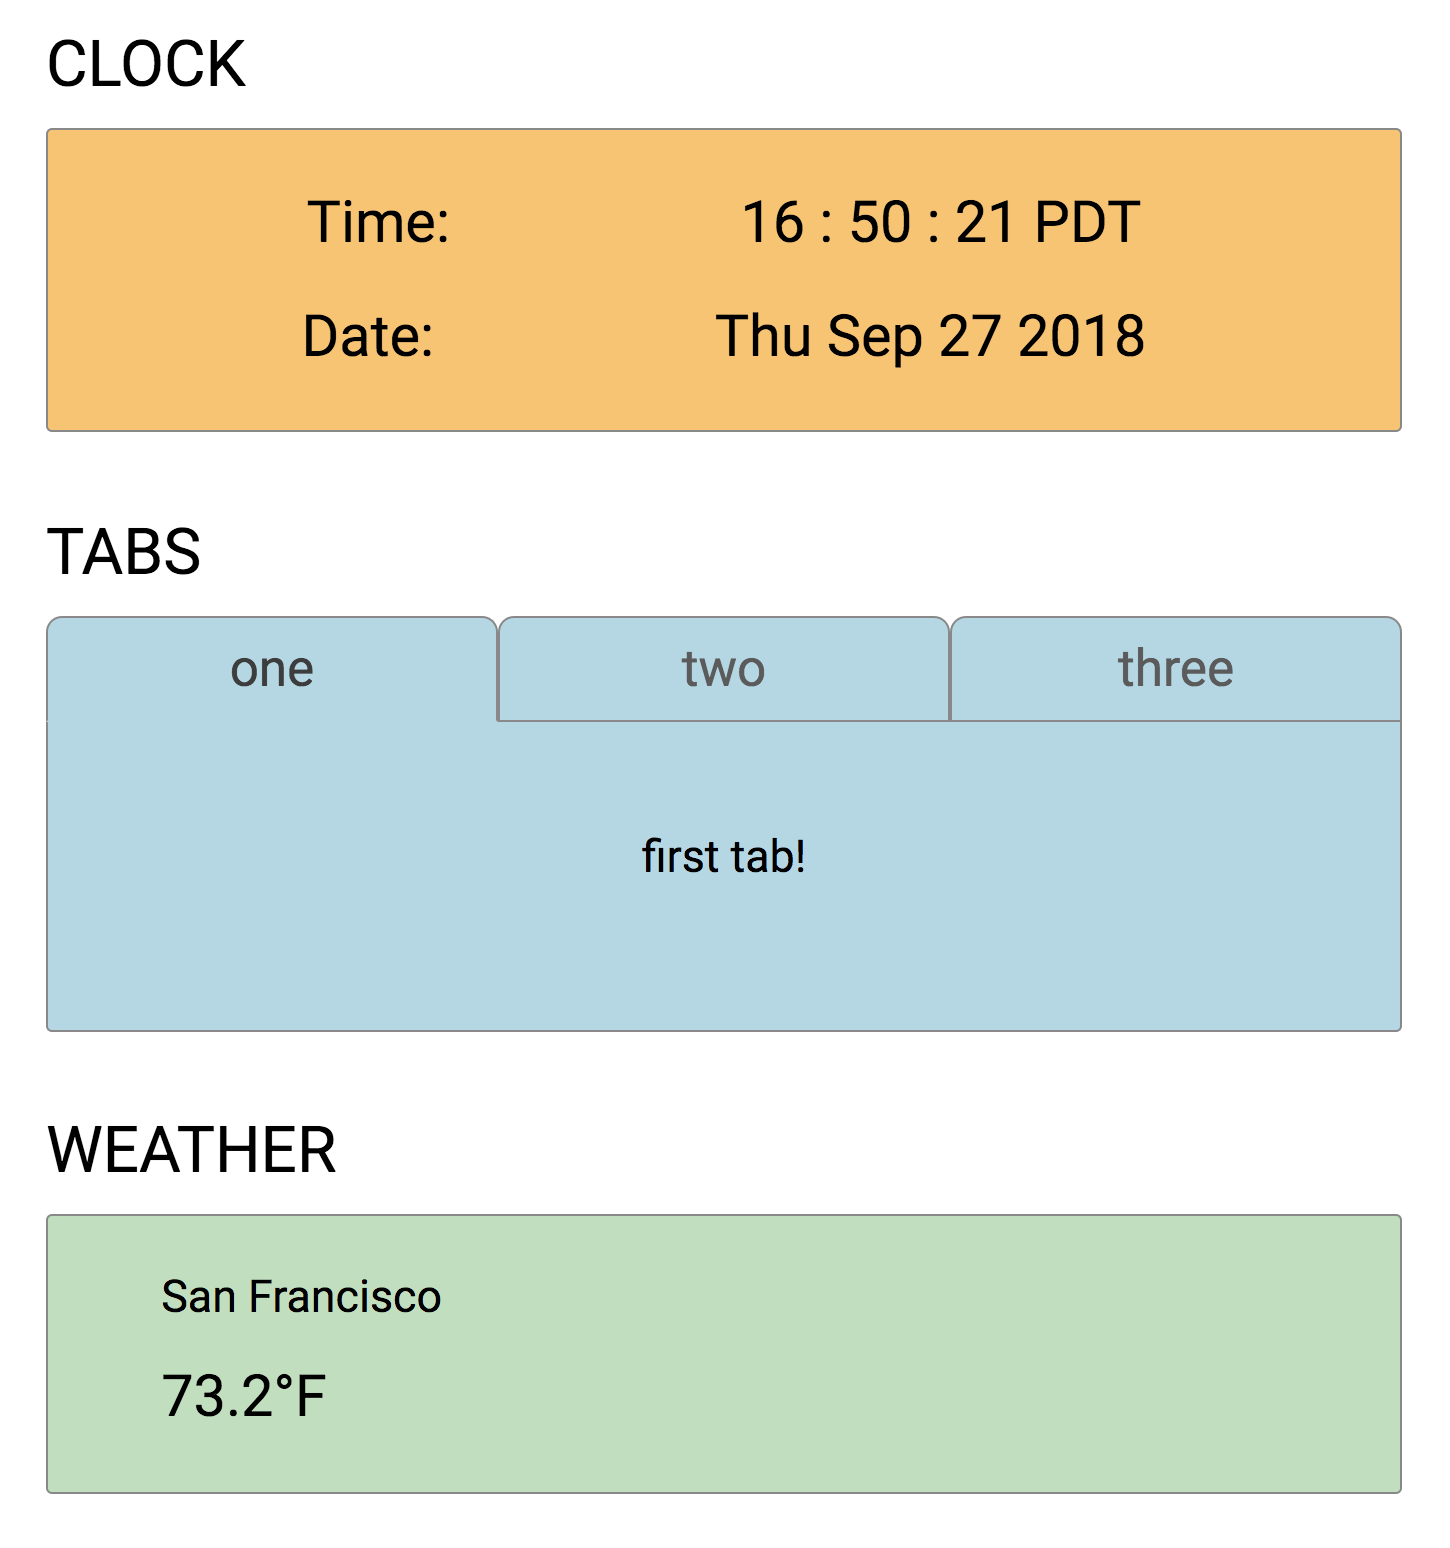 CLOCK
Time: 16 : 50 : 21 PDT
Date: Thu Sep 27 2018
TABS
one two three
first tab!
WEATHER
San Francisco
73.2°F